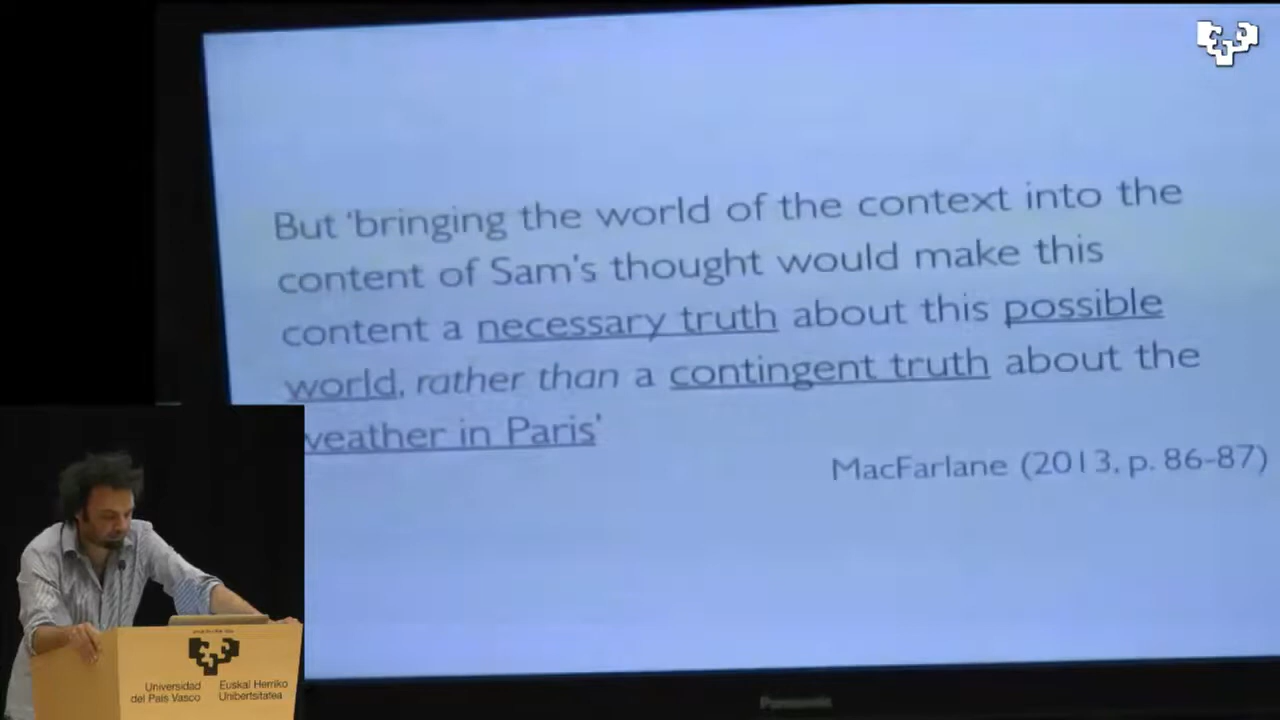 But 'bringing the world of the context into the
content of Sam's thought would make this
content a necessary truth about this possible
world, rather than a contingent truth about the
weather in Paris'
MacFarlane (2013, p. 86-87)
Universidad
del País Vasco
Euskal Herriko
Unibertsitatea
Panasonic